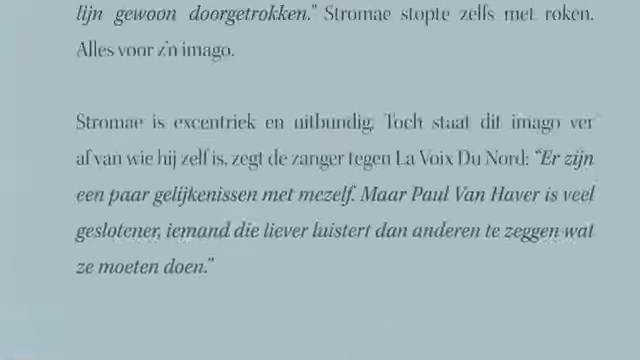 lijn gewoon doorgetrokken." Stromae stopte zelfs met roken.
Alles voor z'n imago.
Stromae is excentriek en uitbundig. Toch staat dit imago ver
af van wie hij zelf is, zegt de zanger tegen La Voix Du Nord: "Er zijn
een paar gelijkenissen met mezelf. Maar Paul Van Haver is veel
geslotener, iemand die liever luistert dan anderen te zeggen wat
ze moeten doen."